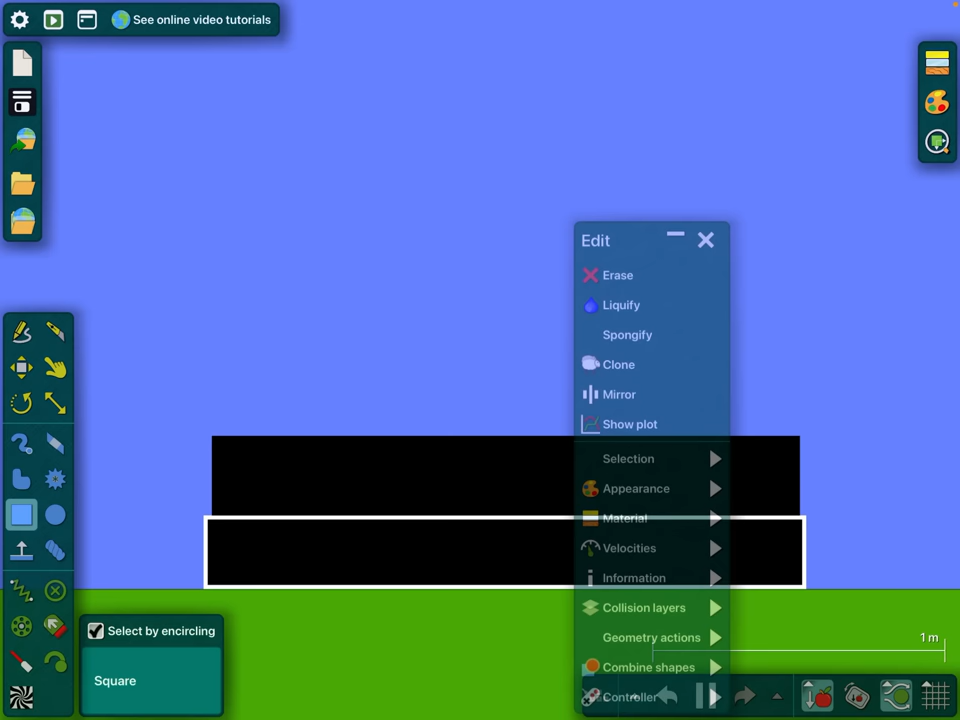 See online video tutorials
Edit
Erase
Liquify
Spongify
Clone
Mirror
Show plot
Selection
Appearance
Material
Velocities
Information
Collision layers
Geometry actions
Combine shapes
Controller
Select by encircling
Square
1 m